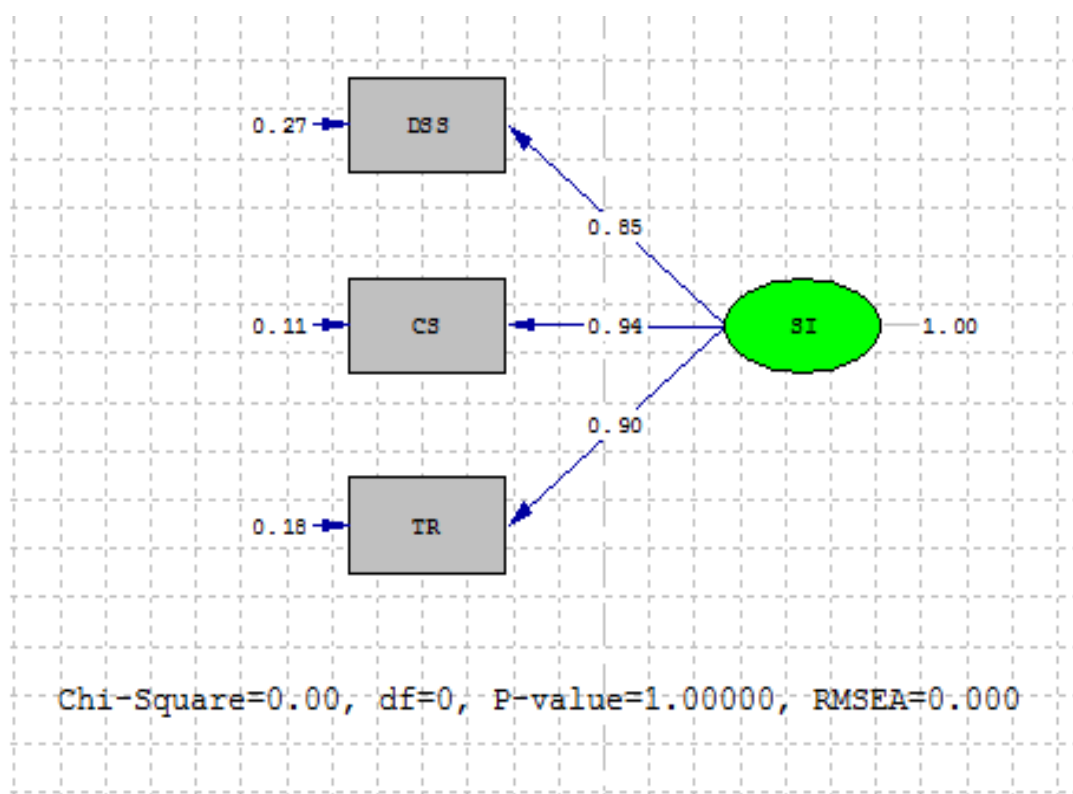 0.27 DSS
0.85
0.11 CS 0.94 SI 1.00
0.90
0.18 TR
Chi-Square=0.00, df=0, P-value=1.00000, RMSEA=0.000